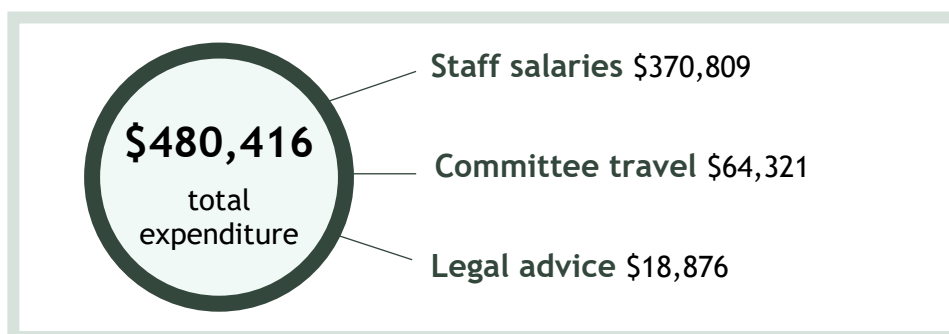 $480,416
total
expenditure
Staff salaries $370,809
Committee travel $64,321
Legal advice $18,876